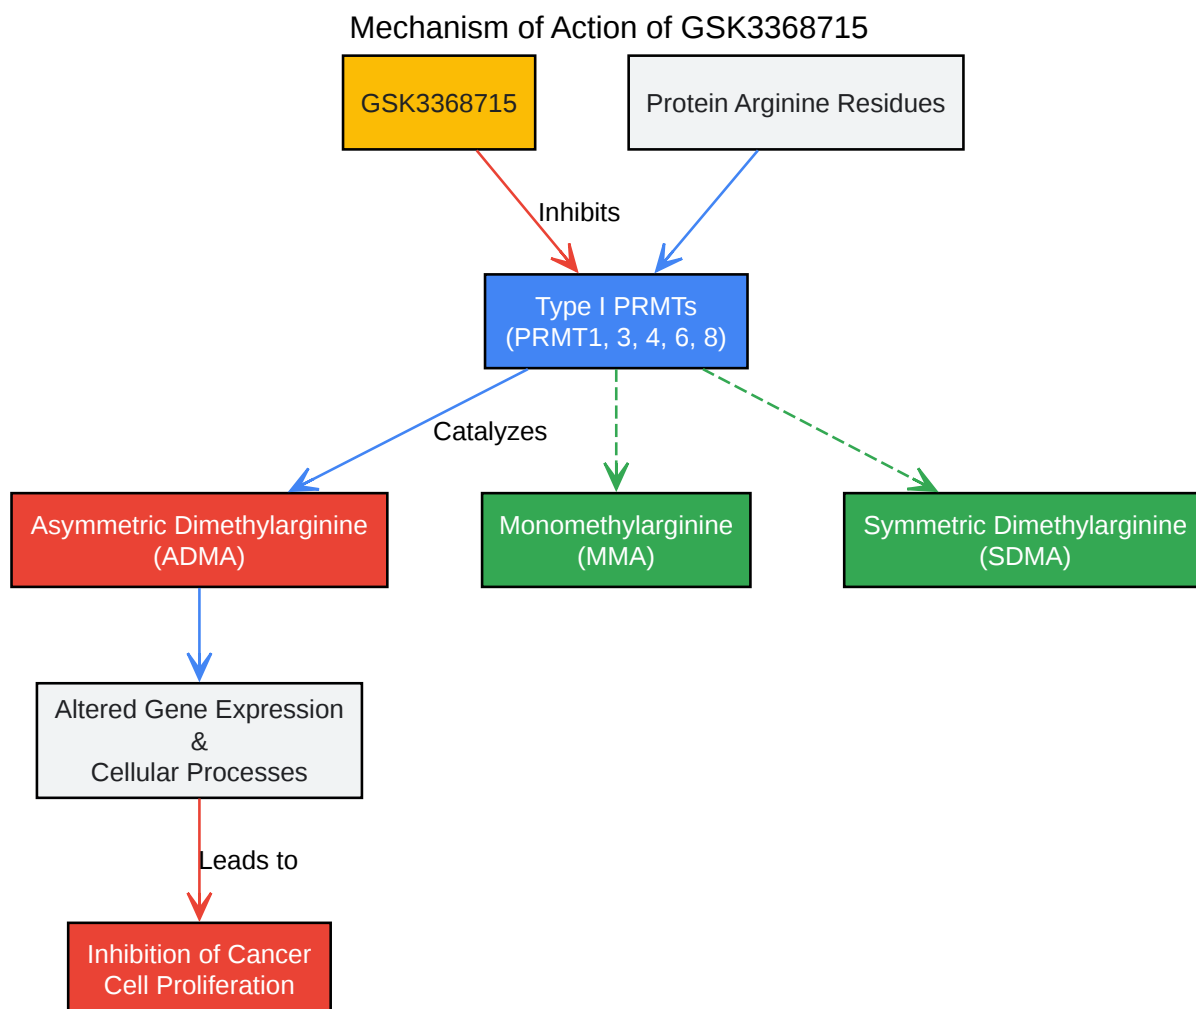 Mechanism of Action of GSK3368715
GSK3368715
Protein Arginine Residues
Inhibits
Type I PRMTs
(PRMT1, 3, 4, 6, 8)
Catalyzes
Asymmetric Dimethylarginine
(ADMA)
Monomethylarginine
(MMA)
Symmetric Dimethylarginine
(SDMA)
Altered Gene Expression
&
Cellular Processes
Leads to
Inhibition of Cancer
Cell Proliferation